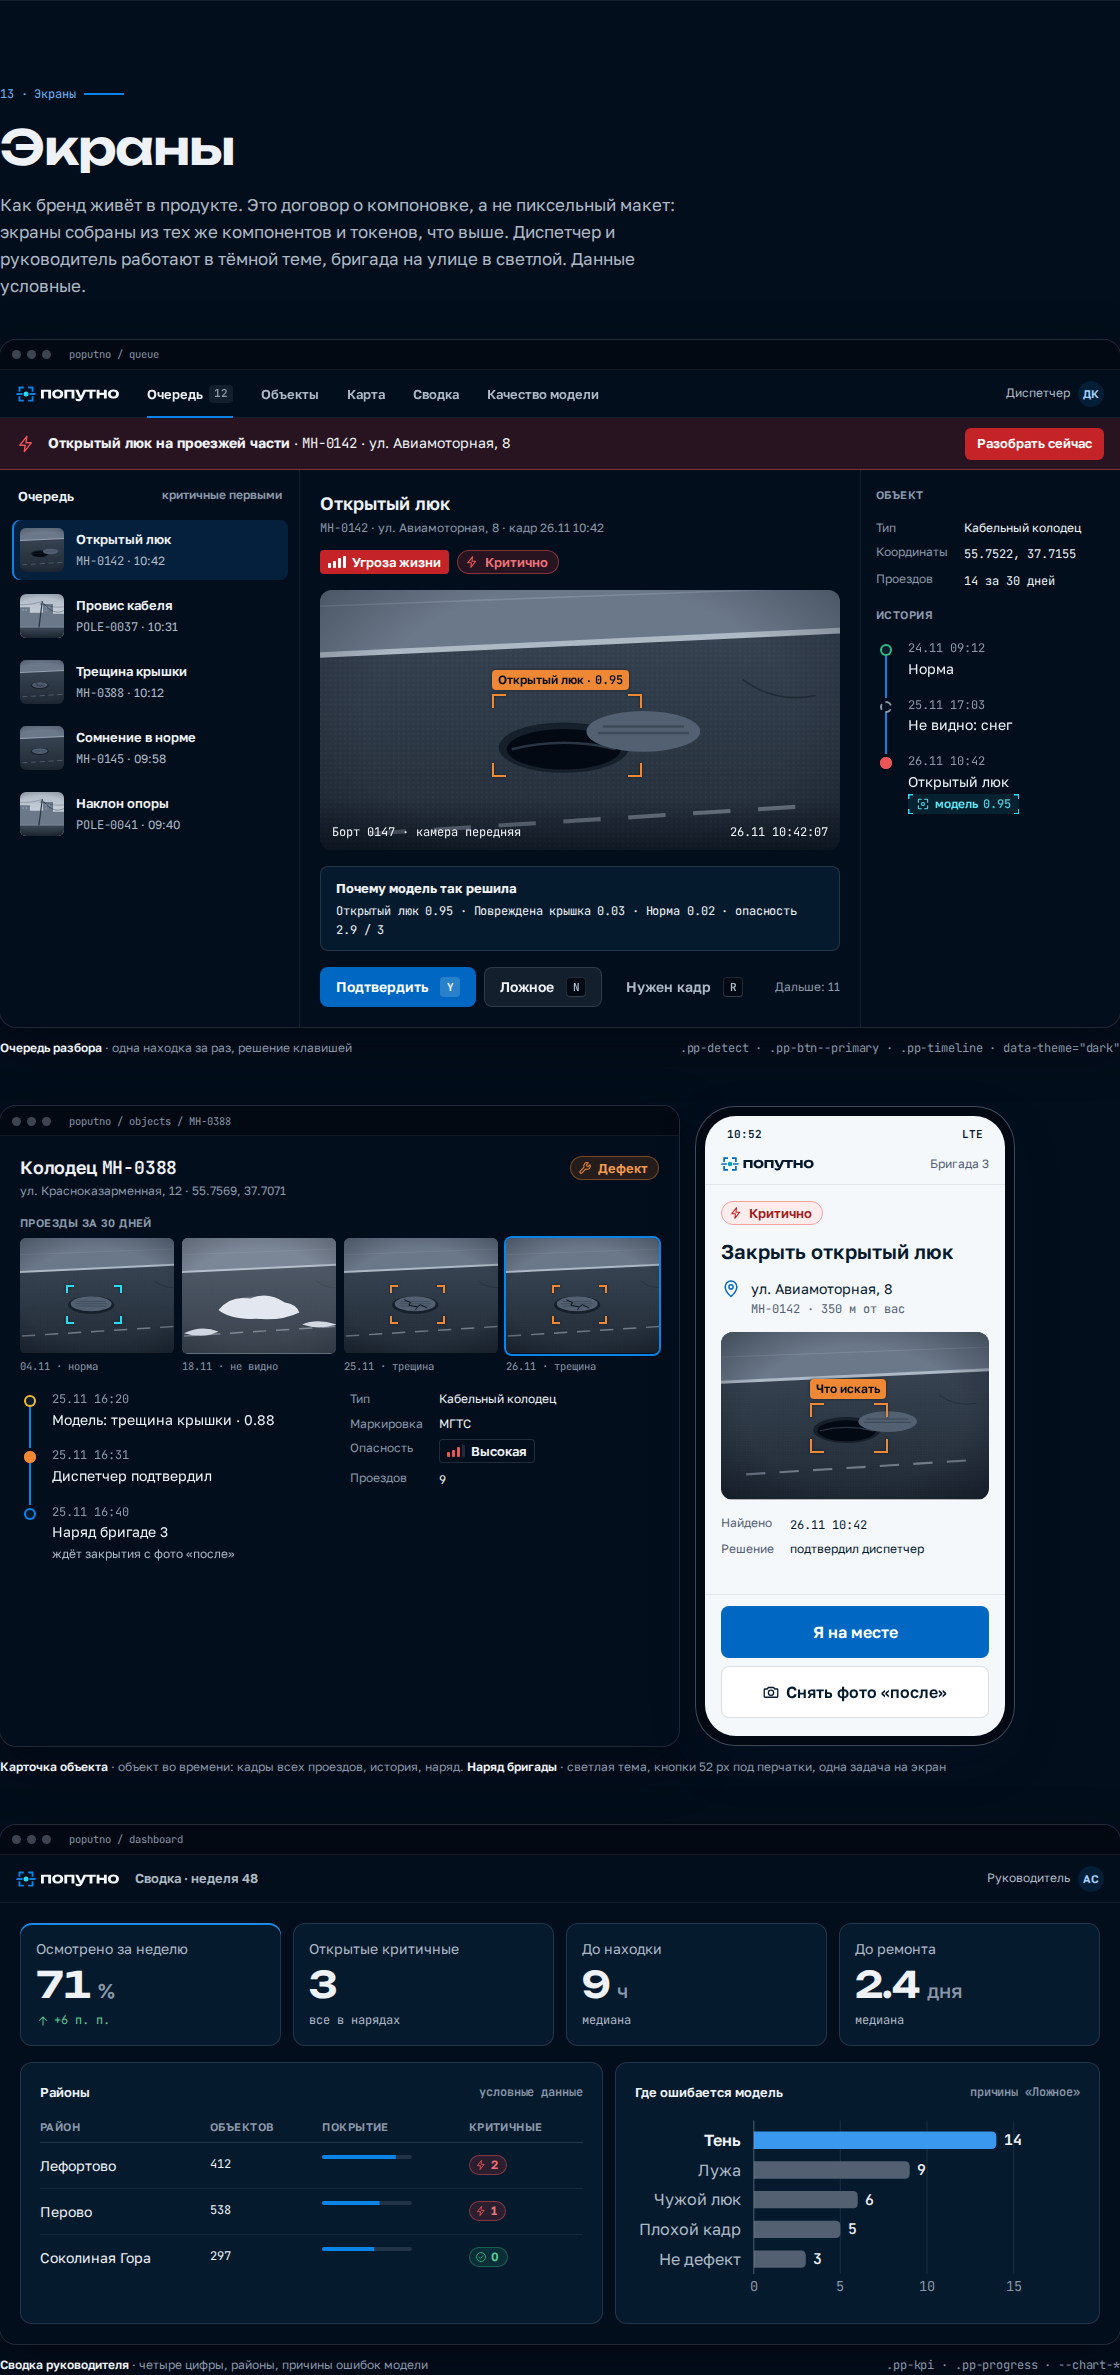 13 · Экраны
Экраны
Как бренд живёт в продукте. Это договор о компоновке, а не пиксельный макет:
экраны собраны из тех же компонентов и токенов, что выше. Диспетчер и
руководитель работают в тёмной теме, бригада на улице в светлой. Данные
условные.
poputno / queue
ПОПУТНО Очередь 12 Объекты Карта Сводка Качество модели Диспетчер ДК
Открытый люк на проезжей части · MH-0142 · ул. Авиамоторная, 8 Разобрать сейчас
Очередь критичные первыми
Открытый люк
MH-0142 · 10:42
Провис кабеля
POLE-0037 · 10:31
Трещина крышки
MH-0388 · 10:12
Сомнение в норме
MH-0145 · 09:58
Наклон опоры
POLE-0041 · 09:40
Открытый люк
MH-0142 · ул. Авиамоторная, 8 · кадр 26.11 10:42
Угроза жизни Критично
Открытый люк · 0.95
Борт 0147 · камера передняя 26.11 10:42:07
Почему модель так решила
Открытый люк 0.95 · Повреждена крышка 0.03 · Норма 0.02 · опасность
2.9 / 3
Подтвердить Y Ложное N Нужен кадр R Дальше: 11
ОБЪЕКТ
Тип Кабельный колодец
Координаты 55.7522, 37.7155
Проездов 14 за 30 дней
ИСТОРИЯ
24.11 09:12
Норма
25.11 17:03
Не видно: снег
26.11 10:42
Открытый люк
модель 0.95
Очередь разбора · одна находка за раз, решение клавишей .pp-detect · .pp-btn--primary · .pp-timeline · data-theme="dark"
poputno / objects / MH-0388
Колодец MH-0388 Дефект
ул. Красноказарменная, 12 · 55.7569, 37.7071
ПРОЕЗДЫ ЗА 30 ДНЕЙ
04.11 · норма 18.11 · не видно 25.11 · трещина 26.11 · трещина
25.11 16:20
Модель: трещина крышки · 0.88
25.11 16:31
Диспетчер подтвердил
25.11 16:40
Наряд бригаде 3
ждёт закрытия с фото «после»
Тип Кабельный колодец
Маркировка МГТС
Опасность Высокая
Проездов 9
10:52 LTE
ПОПУТНО Бригада 3
Критично
Закрыть открытый люк
ул. Авиамоторная, 8
MH-0142 · 350 м от вас
Что искать
Найдено 26.11 10:42
Решение подтвердил диспетчер
Я на месте
Снять фото «после»
Карточка объекта · объект во времени: кадры всех проездов, история, наряд. Наряд бригады · светлая тема, кнопки 52 px под перчатки, одна задача на экран
poputno / dashboard
ПОПУТНО Сводка · неделя 48 Руководитель АС
Осмотрено за неделю
71 %
↑ +6 п. п.
Открытые критичные
3
все в нарядах
До находки
9 ч
медиана
До ремонта
2.4 дня
медиана
Районы условные данные
РАЙОН ОБЪЕКТОВ ПОКРЫТИЕ КРИТИЧНЫЕ
Лефортово 412 2
Перово 538 1
Соколиная Гора 297 0
Где ошибается модель причины «Ложное»
Тень 14
Лужа 9
Чужой люк 6
Плохой кадр 5
Не дефект 3
0 5 10 15
Сводка руководителя · четыре цифры, районы, причины ошибок модели .pp-kpi · .pp-progress · --chart-*